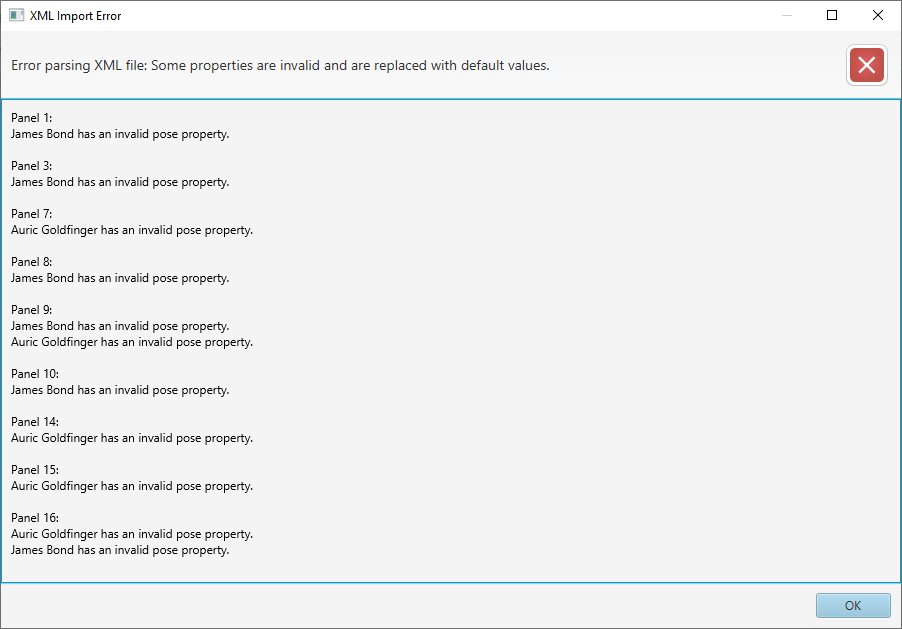 XML Import Error
Error parsing XML file: Some properties are invalid and are replaced with default values.
Panel 1:
James Bond has an invalid pose property.
Panel 3:
James Bond has an invalid pose property.
Panel 7:
Auric Goldfinger has an invalid pose property.
Panel 8:
James Bond has an invalid pose property.
Panel 9:
James Bond has an invalid pose property.
Auric Goldfinger has an invalid pose property.
Panel 10:
James Bond has an invalid pose property.
Panel 14:
Auric Goldfinger has an invalid pose property.
Panel 15:
Auric Goldfinger has an invalid pose property.
Panel 16:
Auric Goldfinger has an invalid pose property.
James Bond has an invalid pose property.
OK